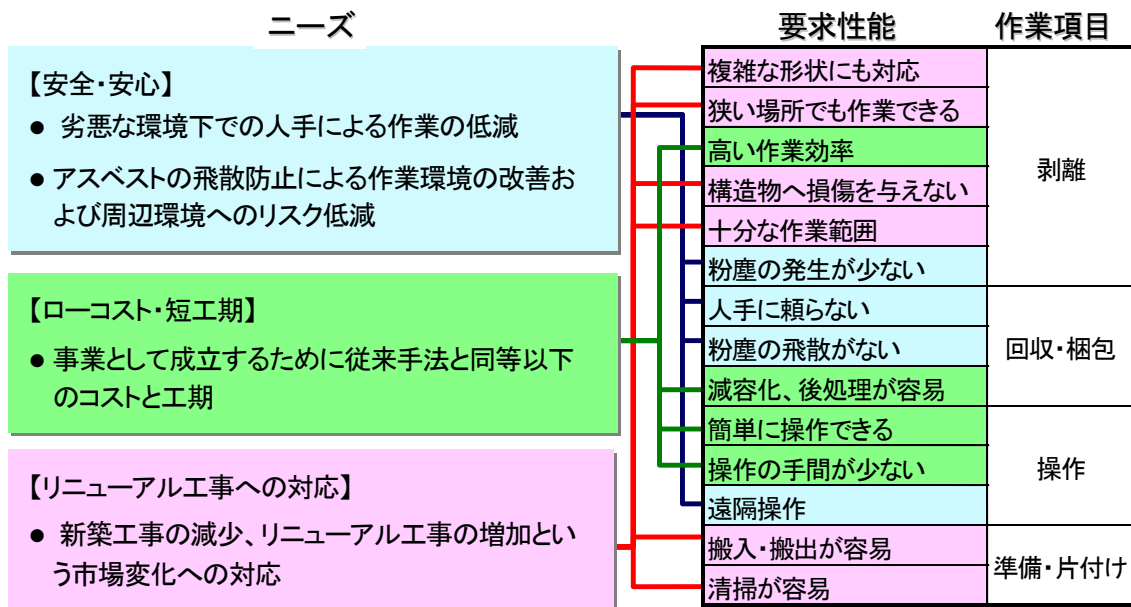 ニーズ
【安全・安心】
● 劣悪な環境下での人手による作業の低減
● アスベストの飛散防止による作業環境の改善お
よび周辺環境へのリスク低減
【ローコスト・短工期】
● 事業として成立するために従来手法と同等以下
のコストと工期
【リニューアル工事への対応】
● 新築工事の減少、リニューアル工事の増加とい
う市場変化への対応
要求性能
複雑な形状にも対応
狭い場所でも作業できる
高い作業効率
構造物へ損傷を与えない
十分な作業範囲
粉塵の発生が少ない
人手に頼らない
粉塵の飛散がない
減容化、後処理が容易
簡単に操作できる
操作の手間が少ない
遠隔操作
搬入・搬出が容易
清掃が容易
作業項目
剥離
回収・梱包
操作
準備・片付け